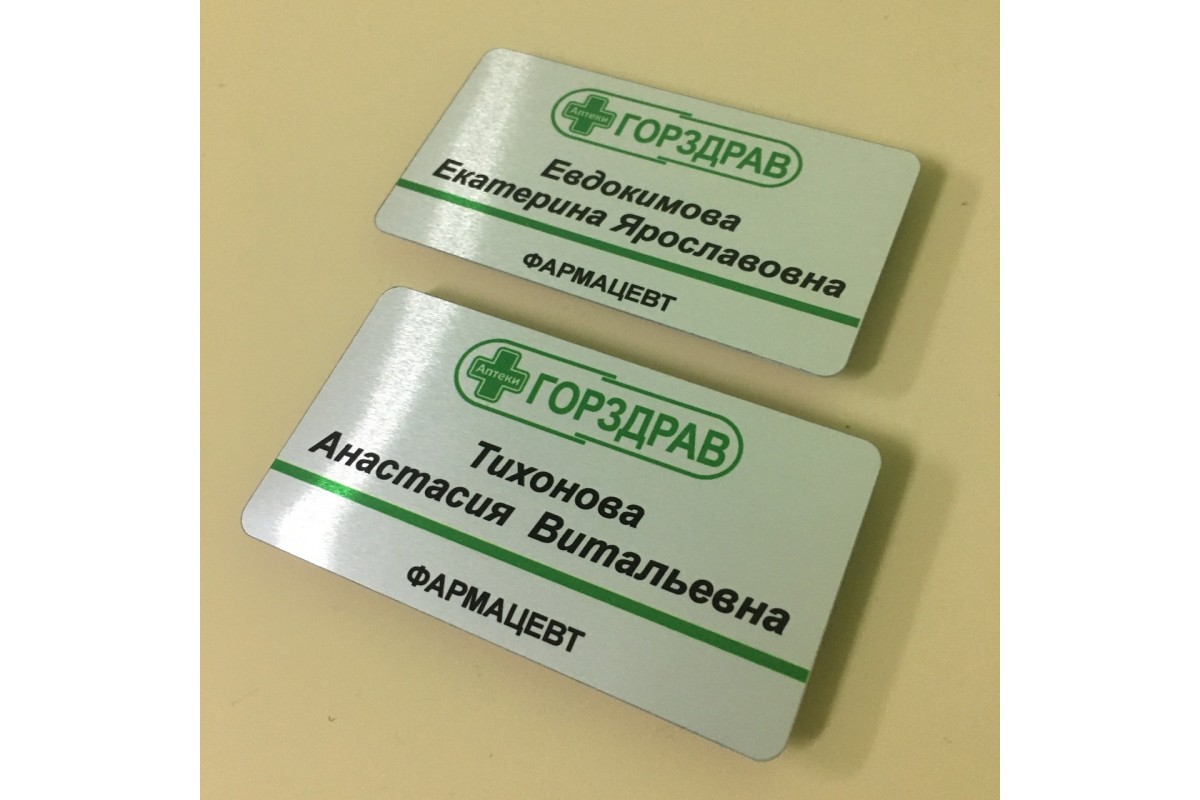 Аптеки ГОРЗДРАВ
Евдокимова
Екатерина Ярославовна
ФАРМАЦЕВТ
Аптеки ГОРЗДРАВ
Тихонова
Анастасия Витальевна
ФАРМАЦЕВТ